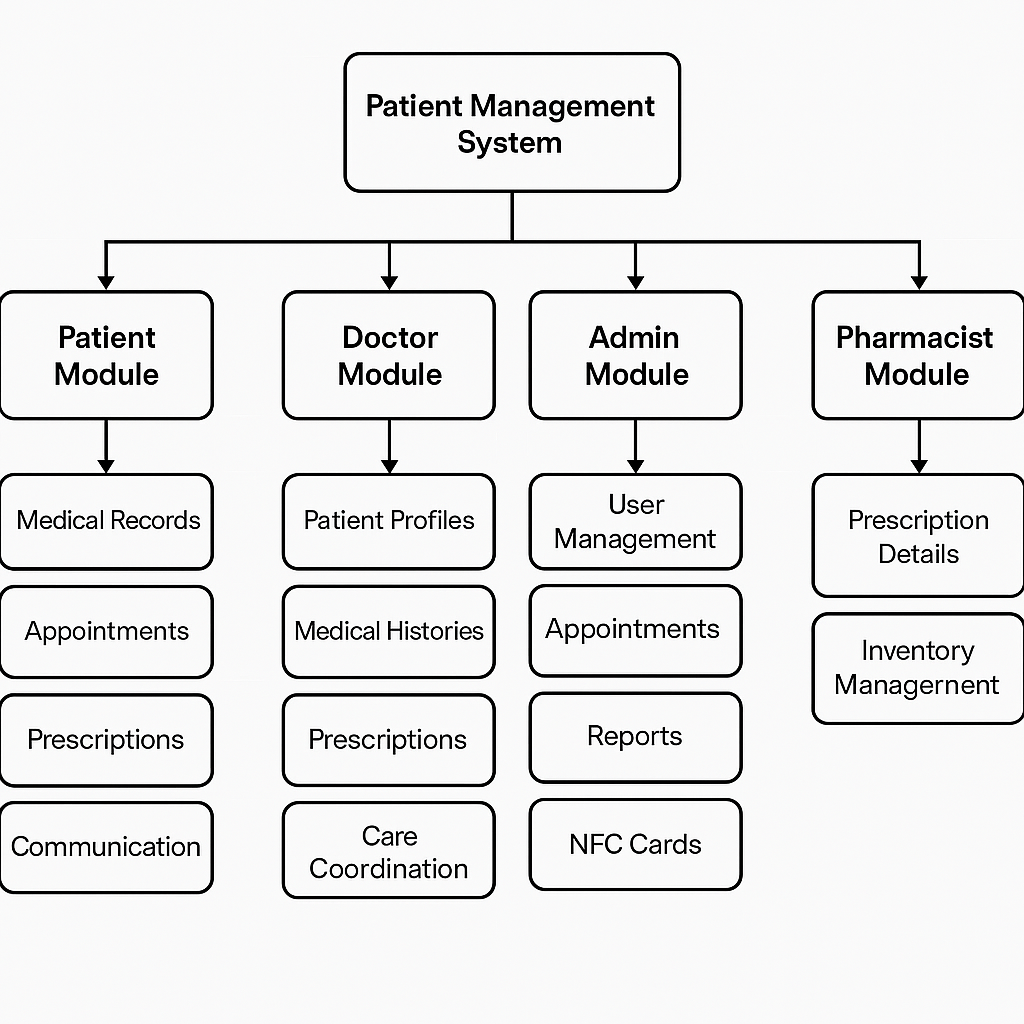 Patient Management
System
Patient
Module
Doctor
Module
Admin
Module
Pharmacist
Module
Medical Records
Appointments
Prescriptions
Communication
Patient Profiles
Medical Histories
Prescriptions
Care
Coordination
User
Management
Appointments
Reports
NFC Cards
Prescription
Details
Inventory
Managernent